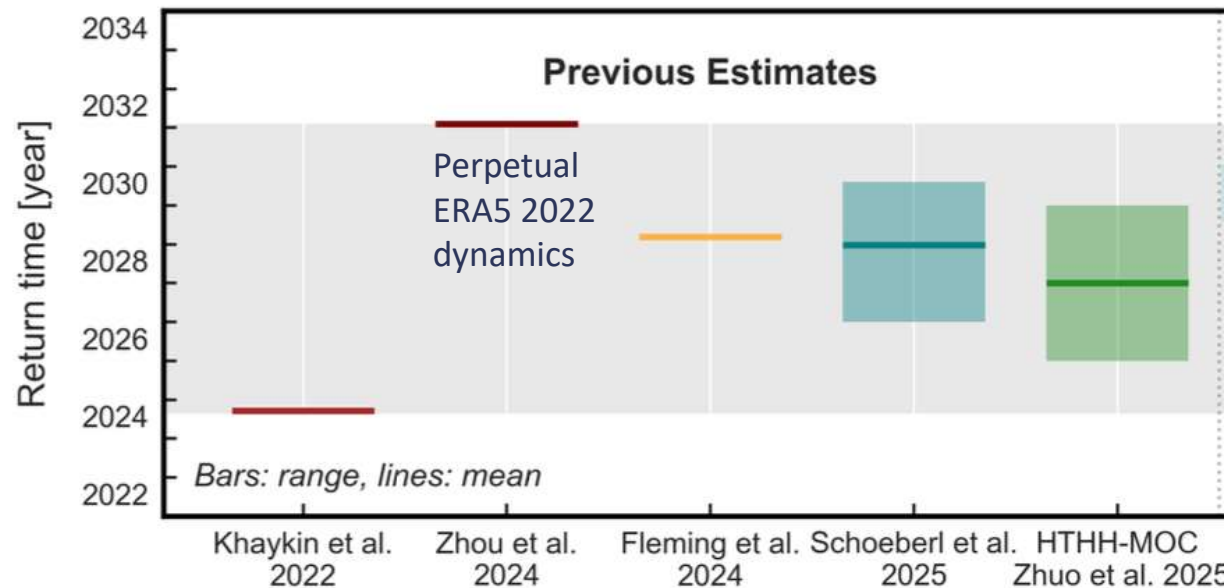 Previous Estimates
Return time [year]
2034
2032
2030
2028
2026
2024
2022
Perpetual
ERA5 2022
dynamics
Bars: range, lines: mean
Khaykin et al.
2022
Zhou et al.
2024
Fleming et al.
2024
Schoeberl et al.
2025
HTHH-MOC
Zhuo et al. 2025